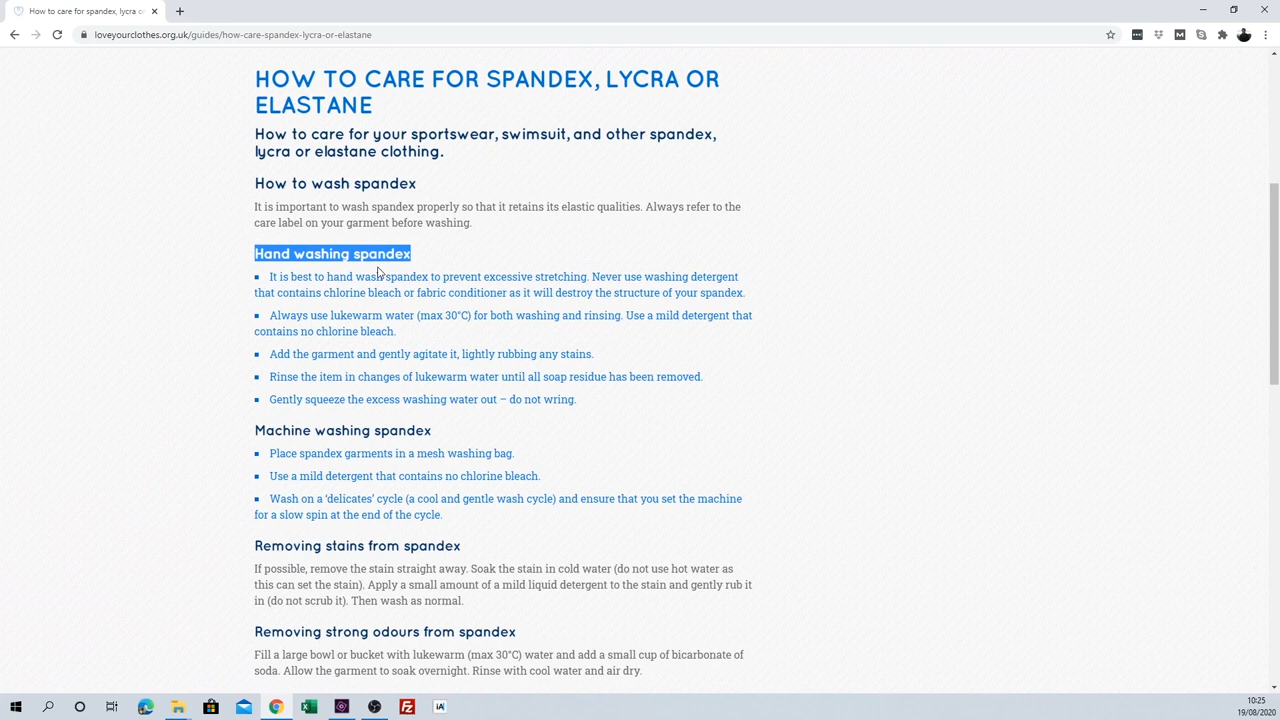 How to care for spandex, lycra or
loveyourclothes.org.uk/guides/how-care-spandex-lycra-or-elastane
HOW TO CARE FOR SPANDEX, LYCRA OR
ELASTANE
How to care for your sportswear, swimsuit, and other spandex,
lycra or elastane clothing.
How to wash spandex
It is important to wash spandex properly so that it retains its elastic qualities. Always refer to the
care label on your garment before washing.
Hand washing spandex
It is best to hand wash spandex to prevent excessive stretching. Never use washing detergent
that contains chlorine bleach or fabric conditioner as it will destroy the structure of your spandex.
Always use lukewarm water (max 30°C) for both washing and rinsing. Use a mild detergent that
contains no chlorine bleach.
Add the garment and gently agitate it, lightly rubbing any stains.
Rinse the item in changes of lukewarm water until all soap residue has been removed.
Gently squeeze the excess washing water out – do not wring.
Machine washing spandex
Place spandex garments in a mesh washing bag.
Use a mild detergent that contains no chlorine bleach.
Wash on a ‘delicates’ cycle (a cool and gentle wash cycle) and ensure that you set the machine
for a slow spin at the end of the cycle.
Removing stains from spandex
If possible, remove the stain straight away. Soak the stain in cold water (do not use hot water as
this can set the stain). Apply a small amount of a mild liquid detergent to the stain and gently rub it
in (do not scrub it). Then wash as normal.
Removing strong odours from spandex
Fill a large bowl or bucket with lukewarm (max 30°C) water and add a small cup of bicarbonate of
soda. Allow the garment to soak overnight. Rinse with cool water and air dry.
10:25
19/08/2020